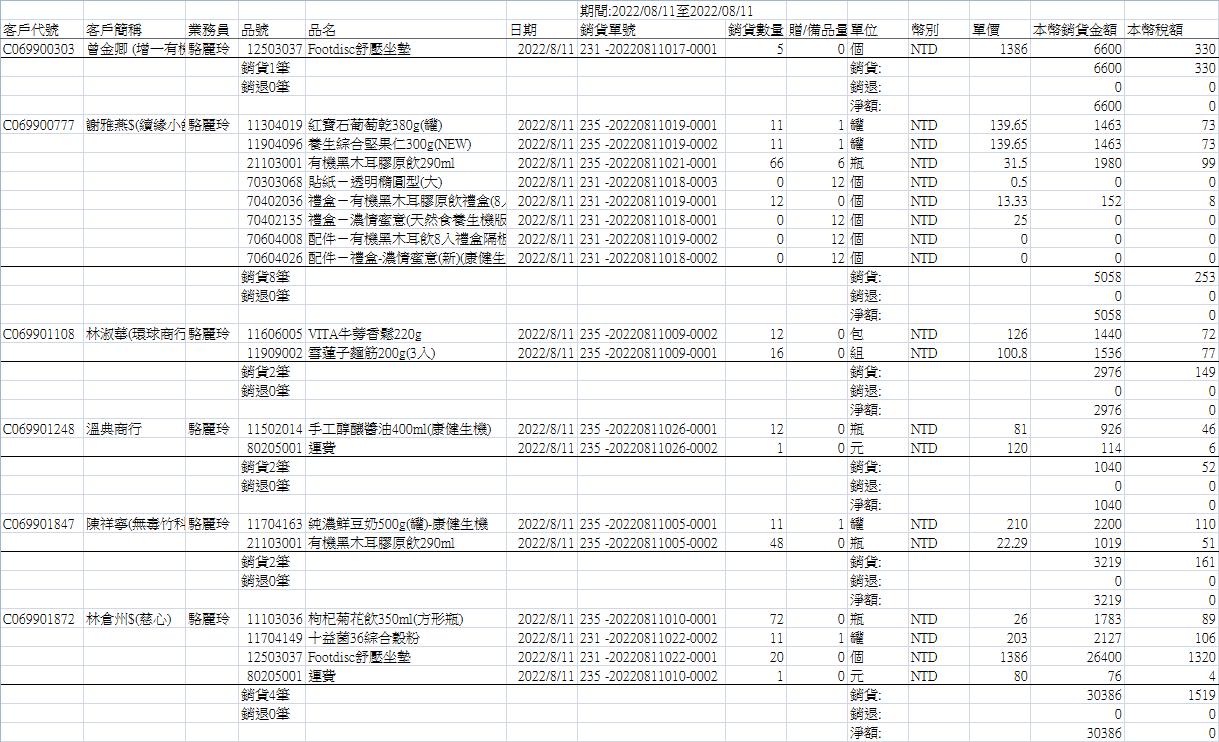 期間:2022/08/11至2022/08/11
客戶代號 客戶簡稱 業務員 品號 品名 日期 銷貨單號 銷貨數量 贈/備品量 單位 幣別 單價 本幣銷貨金額 本幣稅額
C069900303 曾金卿 (增一有機 駱麗玲 12503037 Footdisc舒壓坐墊 2022/8/11 231 -20220811017-0001 5 0 個 NTD 1386 6600 330
銷貨1筆 銷貨: 6600 330
銷退0筆 銷退: 0 0
淨額: 6600 0
C069900777 謝雅燕$(續緣小 駱麗玲 11304019 紅寶石葡萄乾380g(罐) 2022/8/11 235 -20220811019-0001 11 1 罐 NTD 139.65 1463 73
11904096 養生綜合堅果仁300g(NEW) 2022/8/11 235 -20220811019-0002 11 1 罐 NTD 139.65 1463 73
21103001 有機黑木耳膠原飲290ml 2022/8/11 235 -20220811021-0001 66 6 瓶 NTD 31.5 1980 99
70303068 貼紙－透明橢圓型(大) 2022/8/11 231 -20220811018-0003 0 12 個 NTD 0.5 0 0
70402036 禮盒－有機黑木耳膠原飲禮盒(8入 2022/8/11 231 -20220811019-0001 12 0 個 NTD 13.33 152 8
70402135 禮盒－濃情蜜意(天然食養生機版 2022/8/11 231 -20220811018-0001 0 12 個 NTD 25 0 0
70604008 配件－有機黑木耳飲8入禮盒隔板 2022/8/11 231 -20220811019-0002 0 12 個 NTD 0 0 0
70604026 配件－禮盒-濃情蜜意(新)(康健生 2022/8/11 231 -20220811018-0002 0 12 個 NTD 0 0 0
銷貨8筆 銷貨: 5058 253
銷退0筆 銷退: 0 0
淨額: 5058 0
C069901108 林淑華(環球商行 駱麗玲 11606005 VITA牛蒡香鬆220g 2022/8/11 235 -20220811009-0002 12 0 包 NTD 126 1440 72
11909002 雪蓮子麵筋200g(3入) 2022/8/11 235 -20220811009-0001 16 0 組 NTD 100.8 1536 77
銷貨2筆 銷貨: 2976 149
銷退0筆 銷退: 0 0
淨額: 2976 0
C069901248 溫典商行 駱麗玲 11502014 手工醇釀醬油400ml(康健生機) 2022/8/11 235 -20220811026-0001 12 0 瓶 NTD 81 926 46
80205001 運費 2022/8/11 235 -20220811026-0002 1 0 元 NTD 120 114 6
銷貨2筆 銷貨: 1040 52
銷退0筆 銷退: 0 0
淨額: 1040 0
C069901847 陳祥寧(無毒竹科 駱麗玲 11704163 純濃鮮豆奶500g(罐)-康健生機 2022/8/11 235 -20220811005-0001 11 1 罐 NTD 210 2200 110
21103001 有機黑木耳膠原飲290ml 2022/8/11 235 -20220811005-0002 48 0 瓶 NTD 22.29 1019 51
銷貨2筆 銷貨: 3219 161
銷退0筆 銷退: 0 0
淨額: 3219 0
C069901872 林倉州$(慈心) 駱麗玲 11103036 枸杞菊花飲350ml(方形瓶) 2022/8/11 235 -20220811010-0001 72 0 瓶 NTD 26 1783 89
11704149 十益菌36綜合穀粉 2022/8/11 235 -20220811022-0002 11 1 罐 NTD 203 2127 106
12503037 Footdisc舒壓坐墊 2022/8/11 231 -20220811022-0001 20 0 個 NTD 1386 26400 1320
80205001 運費 2022/8/11 235 -20220811010-0002 1 0 元 NTD 80 76 4
銷貨4筆 銷貨: 30386 1519
銷退0筆 銷退: 0 0
淨額: 30386 0